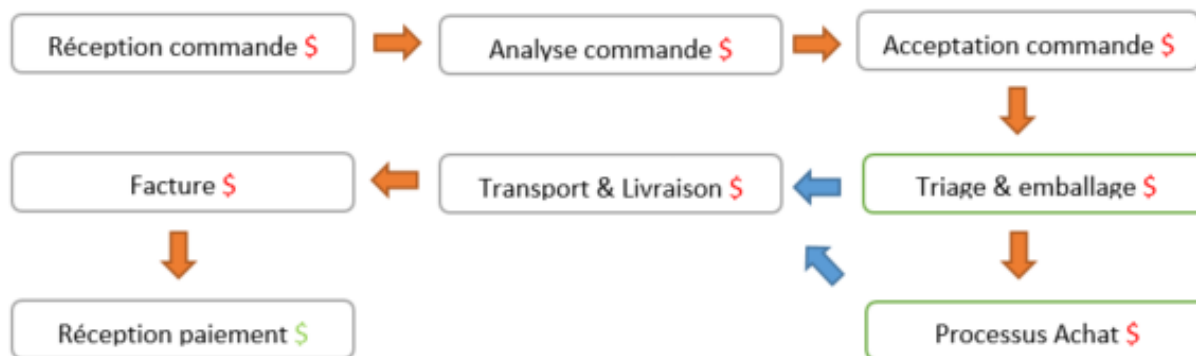 Réception commande $
Analyse commande $
Acceptation commande $
Facture $
Transport & Livraison $
Triage & emballage $
Réception paiement $
Processus Achat $